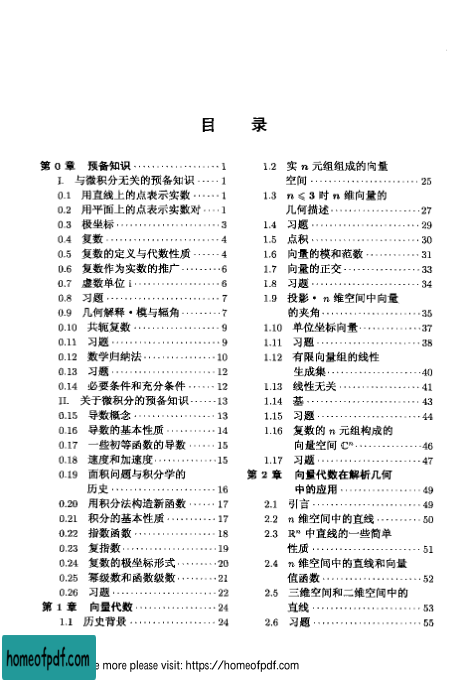 目 录
第 0 章 预备知识 ··················· 1
I. 与微积分无关的预备知识 ····· 1
0.1 用直线上的点表示实数 ······ 1
0.2 用平面上的点表示实数对 ···· 1
0.3 极坐标 ······················· 3
0.4 复数 ·························· 4
0.5 复数的定义与代数性质 ······ 4
0.6 复数作为实数的推广 ········· 6
0.7 虚数单位 i ··················· 6
0.8 习题 ·························· 7
0.9 几何解释·模与辐角 ········· 7
0.10 共轭复数 ···················· 9
0.11 习题 ························· 9
0.12 数学归纳法 ················ 10
0.13 习题 ························ 12
0.14 必要条件和充分条件 ······ 12
II. 关于微积分的预备知识 ······ 13
0.15 导数概念 ··················· 13
0.16 导数的基本性质 ··········· 14
0.17 一些初等函数的导数 ······ 15
0.18 速度和加速度 ·············· 15
0.19 面积问题与积分学的
历史 ························ 16
0.20 用积分法构造新函数 ······ 17
0.21 积分的基本性质 ··········· 17
0.22 指数函数 ··················· 18
0.23 复指数 ······················ 19
0.24 复数的极坐标形式 ········· 20
0.25 幂级数和函数级数 ········· 21
0.26 习题 ························ 22
第 1 章 向量代数 ··················· 24
1.1 历史背景 ···················· 24
1.2 实 n 元组组成的向量
空间 ························· 25
1.3 n ⩽ 3 时 n 维向量的
几何描述 ···················· 27
1.4 习题 ························· 29
1.5 点积 ························· 30
1.6 向量的模和范数 ············ 31
1.7 向量的正交 ················· 33
1.8 习题 ························· 34
1.9 投影·n 维空间中向量
的夹角 ······················ 35
1.10 单位坐标向量 ·············· 37
1.11 习题 ························ 38
1.12 有限向量组的线性
生成集 ······················ 40
1.13 线性无关 ··················· 41
1.14 基 ··························· 43
1.15 习题 ························ 44
1.16 复数的 n 元组构成的
向量空间 ℂⁿ ··············· 46
1.17 习题 ························ 47
第 2 章 向量代数在解析几何
中的应用 ··················· 49
2.1 引言 ························· 49
2.2 n 维空间中的直线 ·········· 50
2.3 ℝⁿ 中直线的一些简单
性质 ························· 51
2.4 n 维空间中的直线和向量
值函数 ······················ 52
2.5 三维空间和二维空间中的
直线 ························· 53
2.6 习题 ························· 55
homeofpdf.com
e more please visit: https://homeofpdf.com